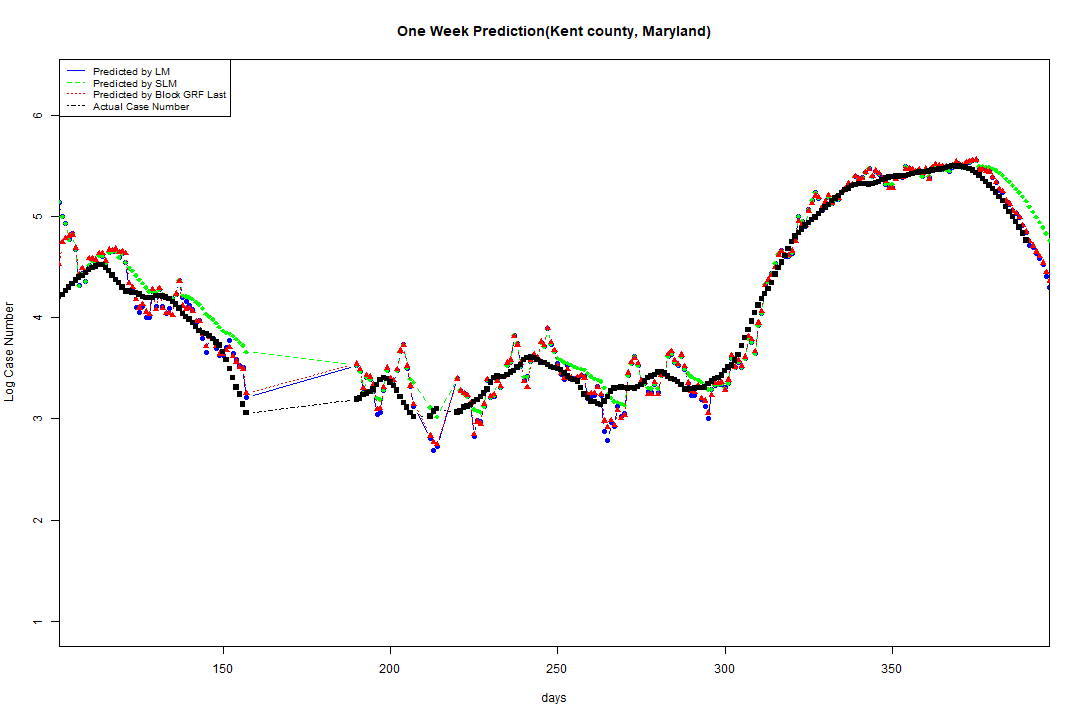 One Week Prediction(Kent county, Maryland)
Predicted by LM
Predicted by SLM
Predicted by Block GRF Last
Actual Case Number
6
5
4
3
2
1
Log Case Number
150 200 250 300 350
days